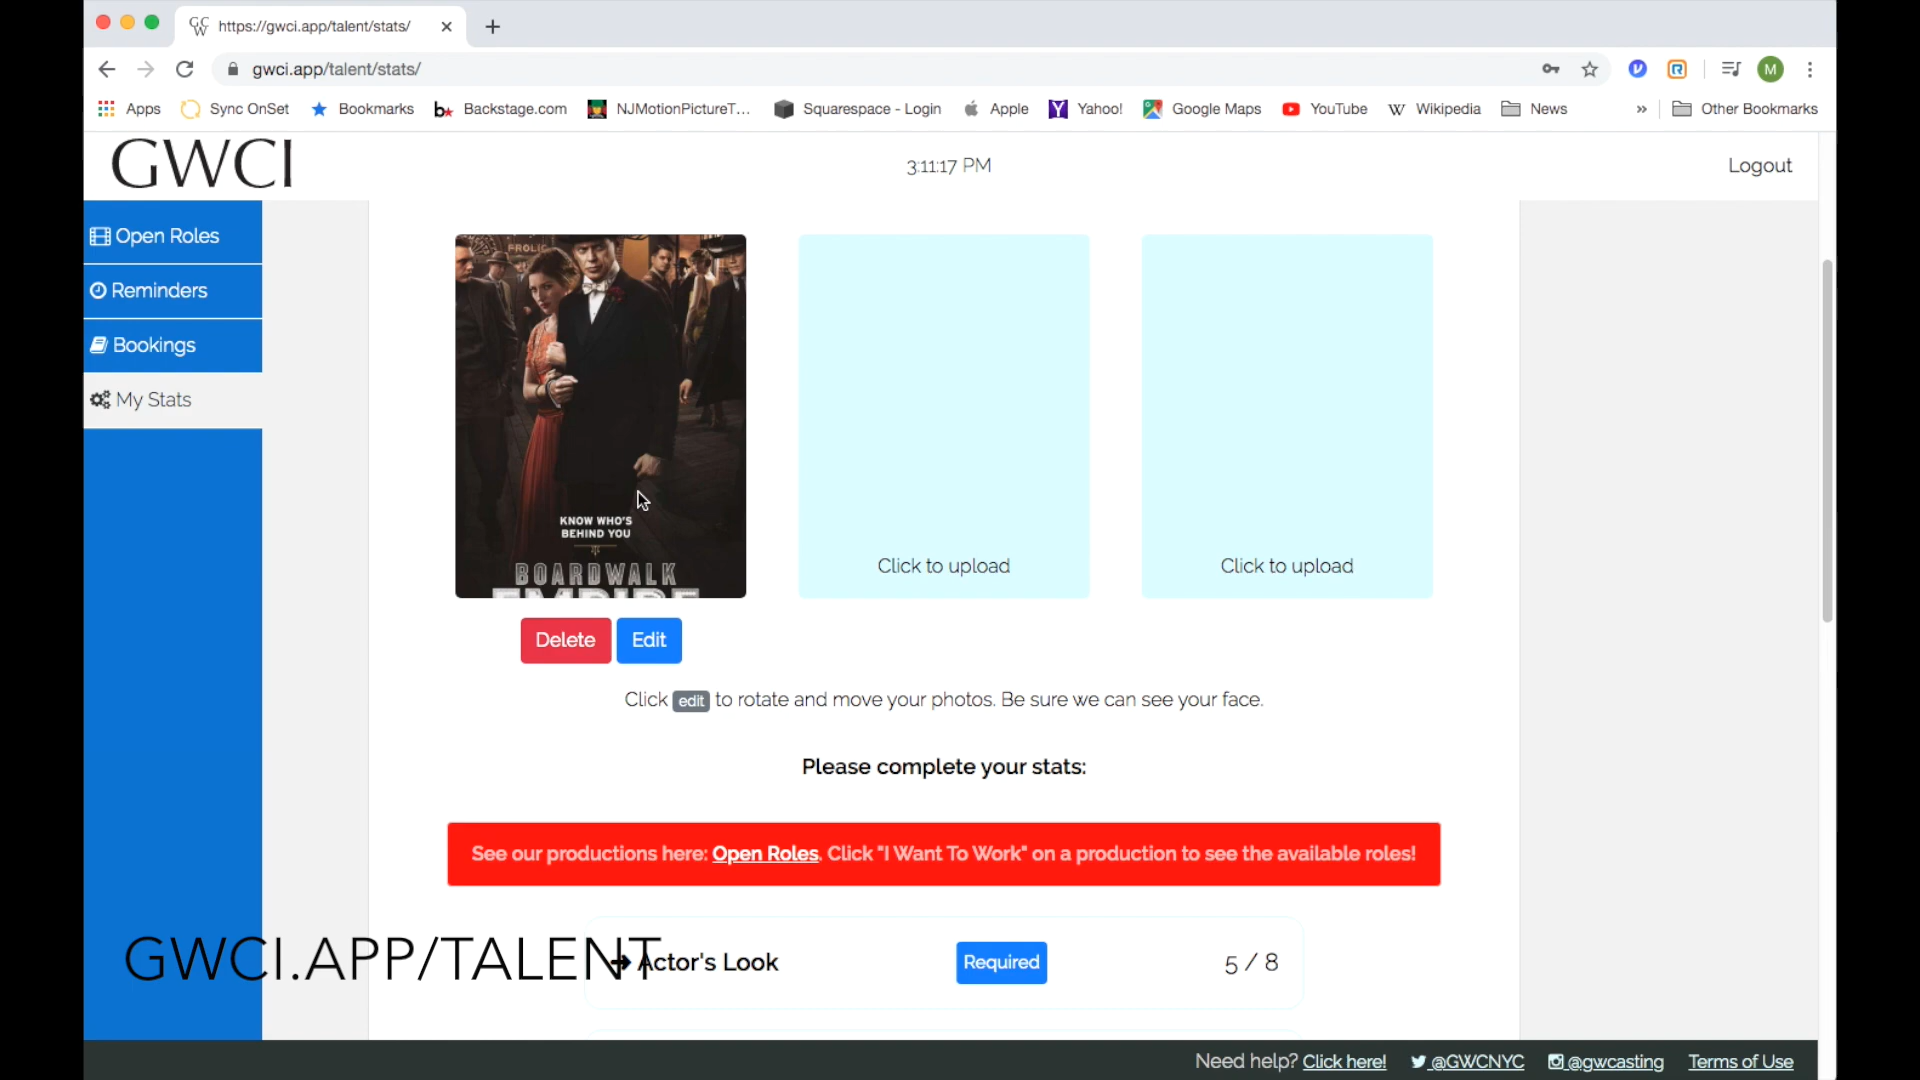 https://gwci.app/talent/stats/
gwci.app/talent/stats/
M
Apps Sync OnSet Bookmarks Backstage.com NJMotionPictureT... Squarespace - Login Apple Yahoo! Google Maps YouTube Wikipedia News » Other Bookmarks
GWCI 3:11:17 PM Logout
Open Roles
Reminders
Bookings
My Stats
FROLIC
KNOW WHO'S
BEHIND YOU
BOARDWALK
EMPIRE
Click to upload Click to upload
Delete Edit
Click edit to rotate and move your photos. Be sure we can see your face.
Please complete your stats:
See our productions here: Open Roles. Click "I Want To Work" on a production to see the available roles!
GWCI.APP/TALENT
Actor's Look Required 5 / 8
Need help? Click here! @GWCNYC @gwcasting Terms of Use